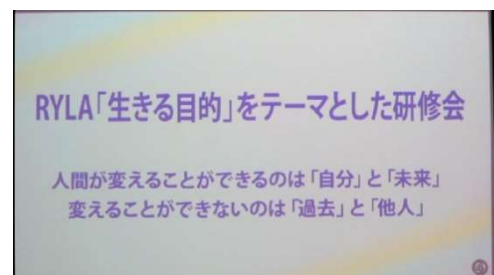 RYLA「生きる目的」をテーマとした研修会
人間が変えることができるのは「自分」と「未来」
変えることができないのは「過去」と「他人」